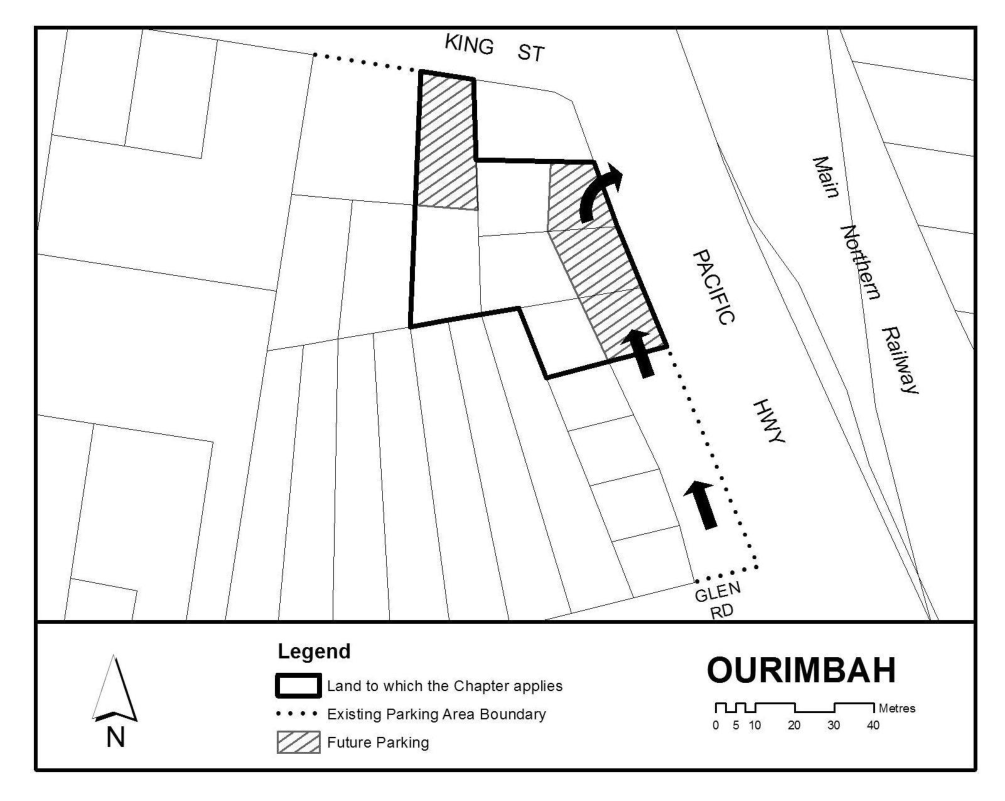 KING ST
Main Northern Railway
PACIFIC HWY
GLEN
RD
Legend
Land to which the Chapter applies
Existing Parking Area Boundary
Future Parking
N
OURIMBAH
Metres
0 5 10 20 30 40